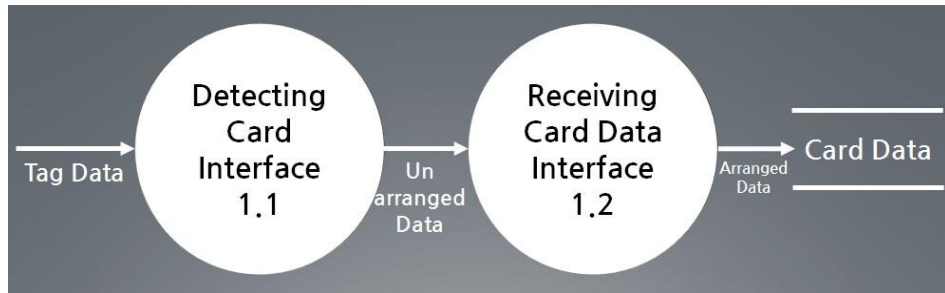 Tag Data
Detecting
Card
Interface
1.1
Un
arranged
Data
Receiving
Card Data
Interface
1.2
Arranged
Data
Card Data